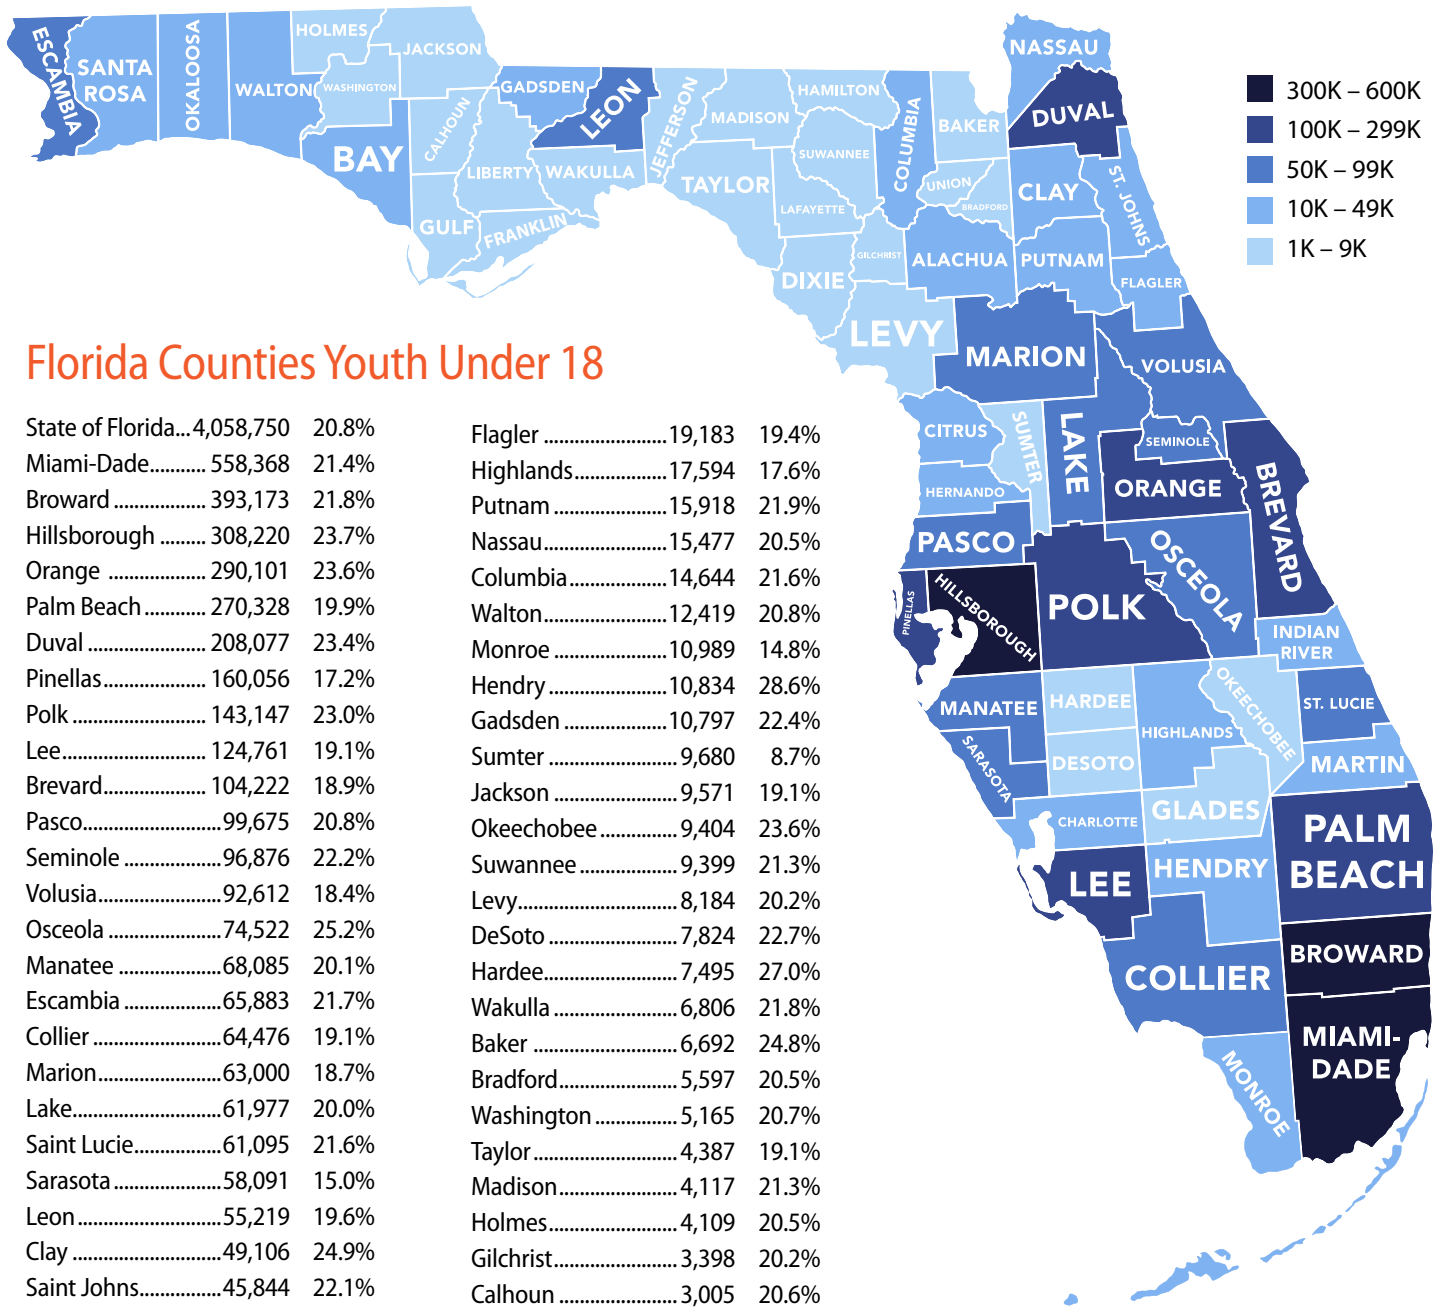 HOLMES
JACKSON
ESCAMBIA
SANTA
ROSA
OKALOOSA
WALTON
WASHINGTON
BAY
CALHOUN
GULF
LIBERTY
FRANKLIN
GADSDEN
LEON
WAKULLA
JEFFERSON
MADISON
TAYLOR
HAMILTON
SUWANNEE
LAFAYETTE
DIXIE
COLUMBIA
GILCHRIST
LEVY
BAKER
UNION
BRADFORD
ALACHUA
NASSAU
DUVAL
CLAY
ST. JOHNS
PUTNAM
FLAGLER
MARION
VOLUSIA
CITRUS
SUMTER
LAKE
SEMINOLE
HERNANDO
ORANGE
BREVARD
PASCO
OSCEOLA
PINELLAS
HILLSBOROUGH
POLK
INDIAN
RIVER
MANATEE
HARDEE
HIGHLANDS
OKEECHOBEE
ST. LUCIE
SARASOTA
DESOTO
MARTIN
CHARLOTTE
GLADES
LEE
HENDRY
PALM
BEACH
COLLIER
BROWARD
MONROE
MIAMI-
DADE
300K – 600K
100K – 299K
50K – 99K
10K – 49K
1K – 9K
Florida Counties Youth Under 18
State of Florida...4,058,750 20.8%
Miami-Dade.......... 558,368 21.4%
Broward ................ 393,173 21.8%
Hillsborough ......... 308,220 23.7%
Orange ................. 290,101 23.6%
Palm Beach ........... 270,328 19.9%
Duval .................... 208,077 23.4%
Pinellas.................. 160,056 17.2%
Polk ...................... 143,147 23.0%
Lee........................ 124,761 19.1%
Brevard.................. 104,222 18.9%
Pasco.......................99,675 20.8%
Seminole .................96,876 22.2%
Volusia.....................92,612 18.4%
Osceola ...................74,522 25.2%
Manatee ..................68,085 20.1%
Escambia .................65,883 21.7%
Collier .....................64,476 19.1%
Marion.....................63,000 18.7%
Lake.........................61,977 20.0%
Saint Lucie...............61,095 21.6%
Sarasota ..................58,091 15.0%
Leon ........................55,219 19.6%
Clay .........................49,106 24.9%
Saint Johns..............45,844 22.1%
Flagler .....................19,183 19.4%
Highlands................17,594 17.6%
Putnam ...................15,918 21.9%
Nassau.....................15,477 20.5%
Columbia.................14,644 21.6%
Walton.....................12,419 20.8%
Monroe ...................10,989 14.8%
Hendry ....................10,834 28.6%
Gadsden ..................10,797 22.4%
Sumter ......................9,680 8.7%
Jackson .....................9,571 19.1%
Okeechobee..............9,404 23.6%
Suwannee .................9,399 21.3%
Levy...........................8,184 20.2%
DeSoto ......................7,824 22.7%
Hardee.......................7,495 27.0%
Wakulla .....................6,806 21.8%
Baker .........................6,692 24.8%
Bradford....................5,597 20.5%
Washington ...............5,165 20.7%
Taylor ........................4,387 19.1%
Madison....................4,117 21.3%
Holmes......................4,109 20.5%
Gilchrist.....................3,398 20.2%
Calhoun ....................3,005 20.6%